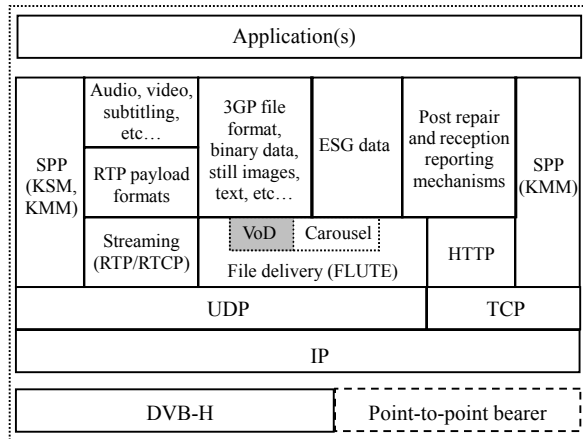 Application(s)
SPP
(KSM,
KMM)
Audio, video,
subtitling,
etc…
RTP payload
formats
Streaming
(RTP/RTCP)
3GP file
format,
binary data,
still images,
text, etc…
ESG data
VoD
Carousel
File delivery (FLUTE)
Post repair
and reception
reporting
mechanisms
HTTP
SPP
(KMM)
UDP
TCP
IP
DVB-H
Point-to-point bearer